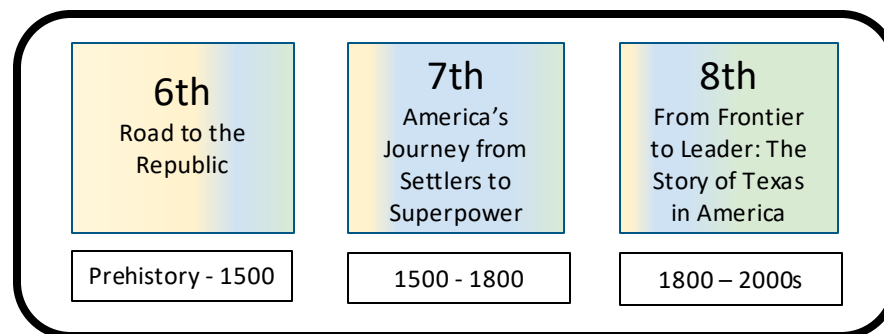 6th
Road to the
Republic
Prehistory - 1500
7th
America’s
Journey from
Settlers to
Superpower
1500 - 1800
8th
From Frontier
to Leader: The
Story of Texas
in America
1800 – 2000s